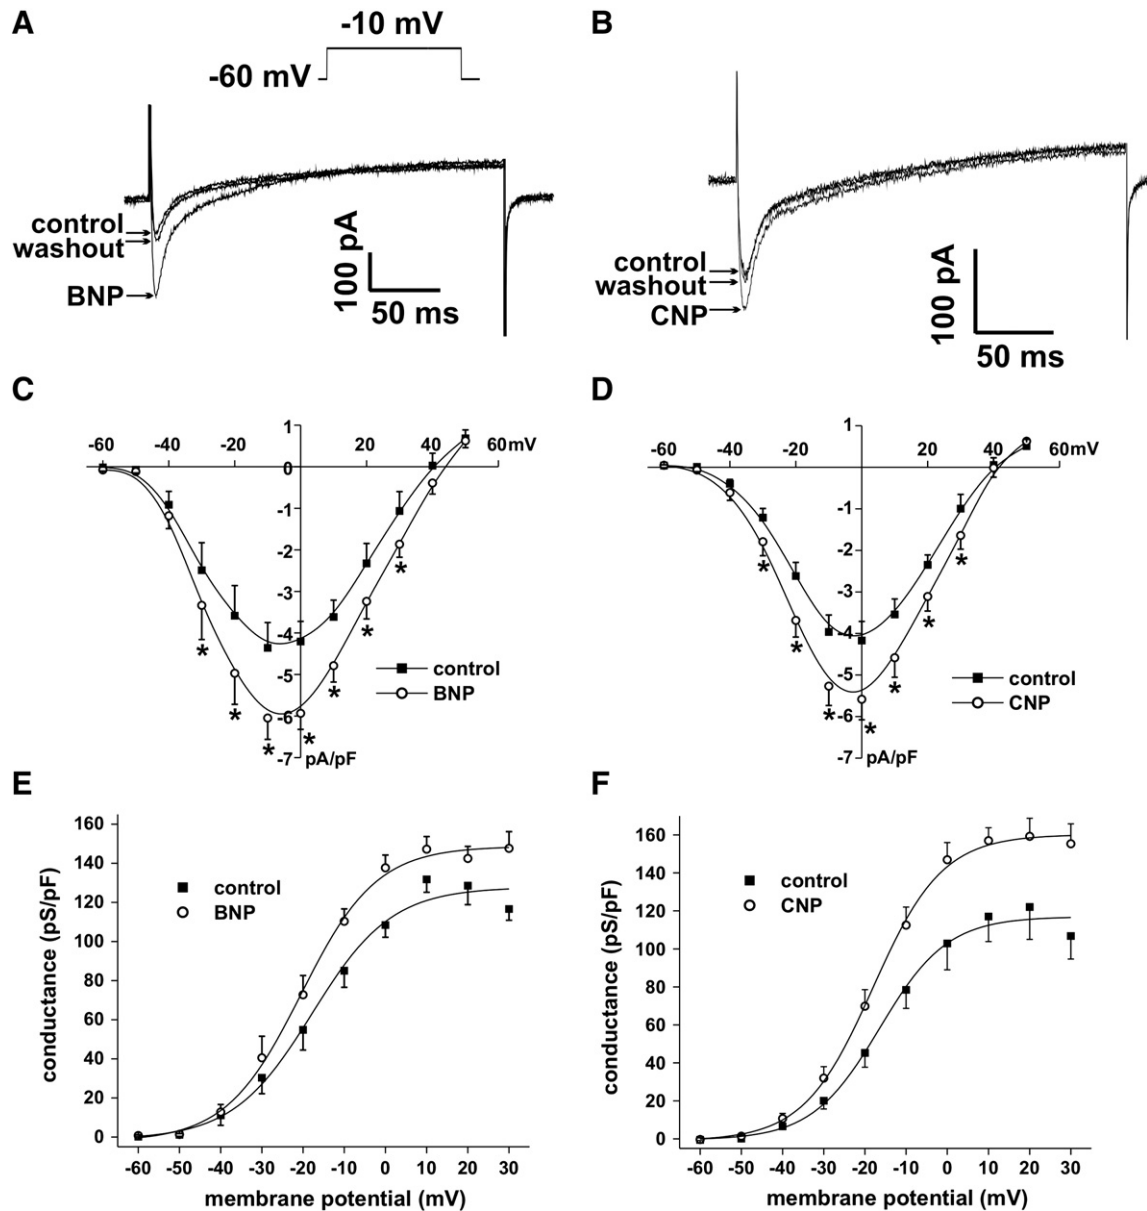 A
-10 mV
-60 mV
control
washout
BNP
100 pA
50 ms
B
control
washout
CNP
100 pA
50 ms
C
-60
-40
-20
1
20
40
60mV
0
-1
-2
-3
-4
-5
-6
-7
pA/pF
*
*
*
*
*
*
*
control
BNP
D
-60
-40
-20
1
20
40
60mV
0
-1
-2
-3
-4
-5
-6
-7
pA/pF
*
*
*
*
*
*
*
control
CNP
E
conductance (pS/pF)
160
140
120
100
80
60
40
20
0
control
BNP
-60 -50 -40 -30 -20 -10 0 10 20 30
membrane potential (mV)
F
conductance (pS/pF)
160
140
120
100
80
60
40
20
0
control
CNP
-60 -50 -40 -30 -20 -10 0 10 20 30
membrane potential (mV)